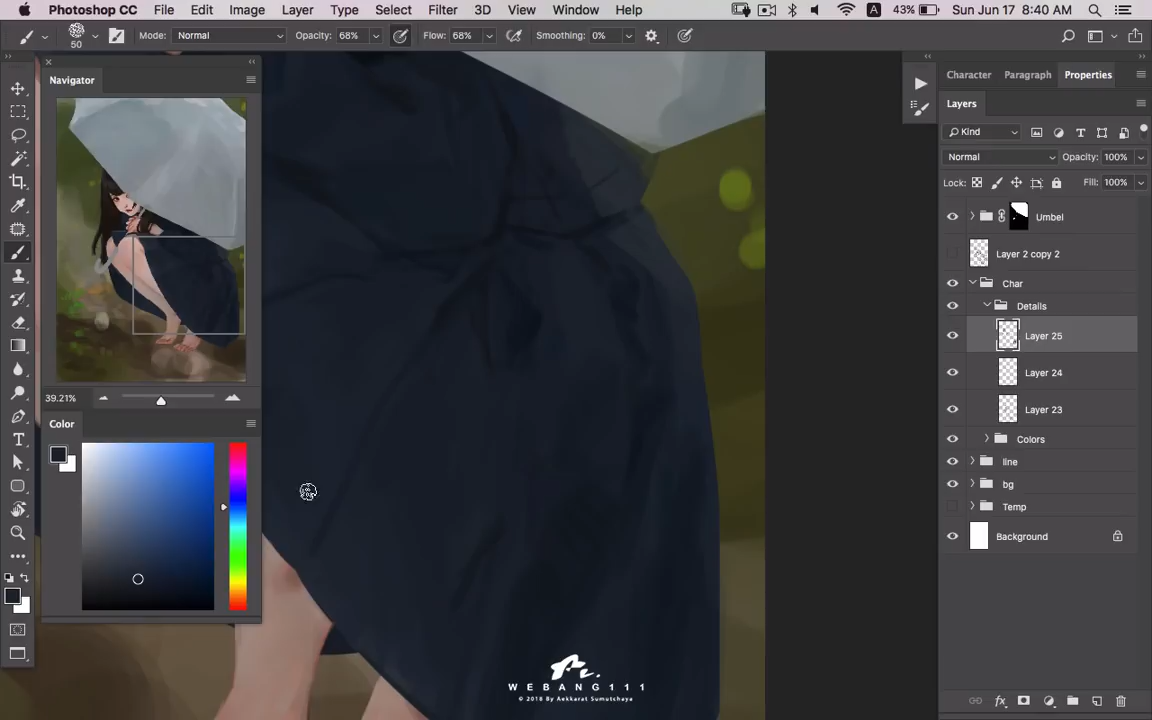 Photoshop CC File Edit Image Layer Type Select Filter 3D View Window Help A 43% Sun Jun 17 8:40 AM
50 Mode: Normal Opacity: 68% Flow: 68% Smoothing: 0%
Navigator
39.21%
Color
Character Paragraph Properties
Layers
Kind
Normal Opacity: 100%
Lock: Fill: 100%
Umbel
Layer 2 copy 2
Char
Details
Layer 25
Layer 24
Layer 23
Colors
line
bg
Temp
Background
fx
WEBANG111
© 2018 By Aekkarat Sumutchaya